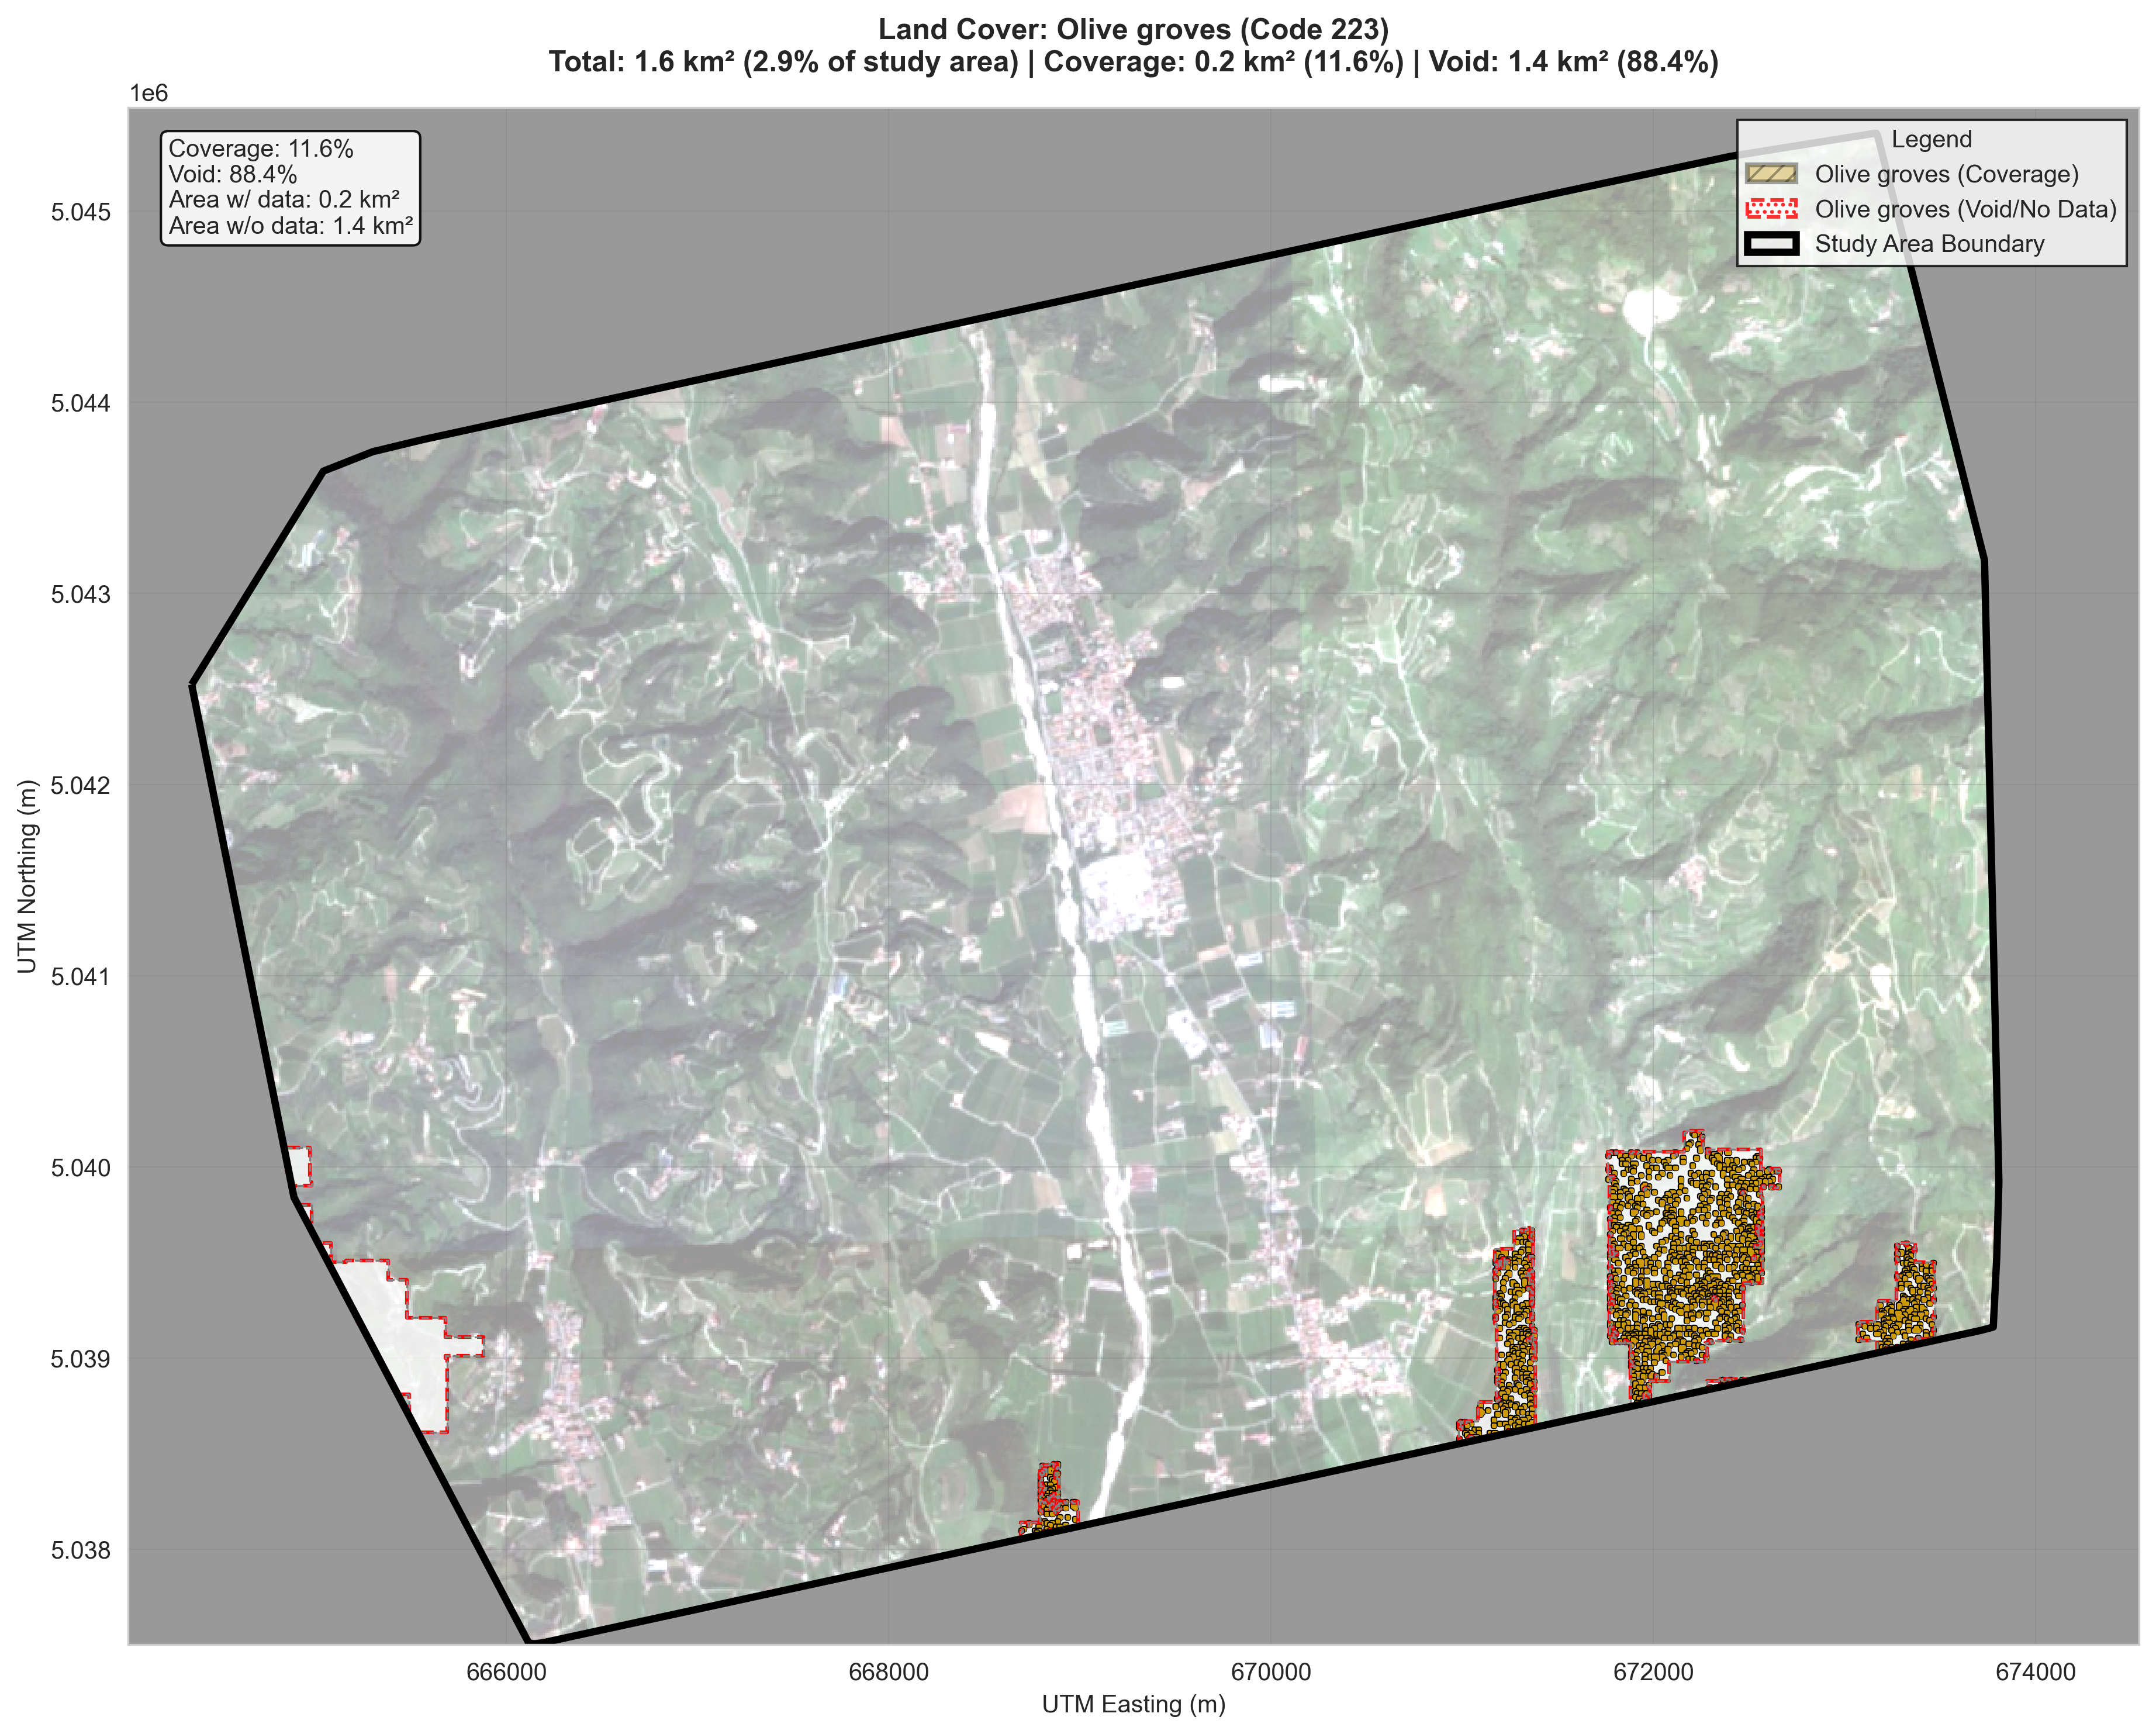 Land Cover: Olive groves (Code 223)
Total: 1.6 km² (2.9% of study area) | Coverage: 0.2 km² (11.6%) | Void: 1.4 km² (88.4%)
1e6
Coverage: 11.6%
Void: 88.4%
Area w/ data: 0.2 km²
Area w/o data: 1.4 km²
Legend
Olive groves (Coverage)
Olive groves (Void/No Data)
Study Area Boundary
5.045
5.044
5.043
5.042
5.041
5.040
5.039
5.038
UTM Northing (m)
666000
668000
670000
672000
674000
UTM Easting (m)